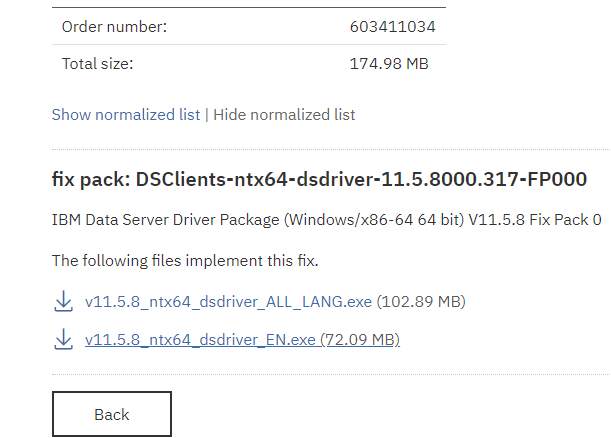 Order number: 603411034
Total size: 174.98 MB
Show normalized list | Hide normalized list
fix pack: DSClients-ntx64-dsdriver-11.5.8000.317-FP000
IBM Data Server Driver Package (Windows/x86-64 64 bit) V11.5.8 Fix Pack 0
The following files implement this fix.
v11.5.8_ntx64_dsdriver_ALL_LANG.exe (102.89 MB)
v11.5.8_ntx64_dsdriver_EN.exe (72.09 MB)
Back